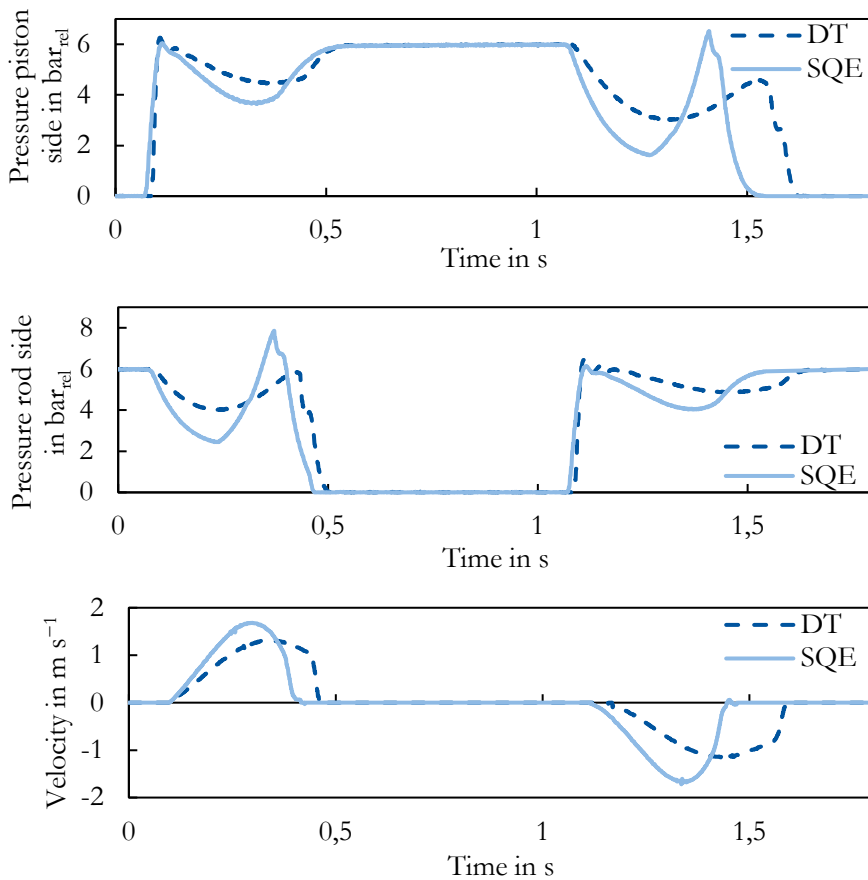 Pressure piston
side in bar_rel
8
6
4
2
0
DT
SQE
0
0,5
1
1,5
Time in s
Pressure rod side
in bar_rel
8
6
4
2
0
DT
SQE
0
0,5
1
1,5
Time in s
Velocity in m s⁻¹
2
1
0
-1
-2
DT
SQE
0
0,5
1
1,5
Time in s